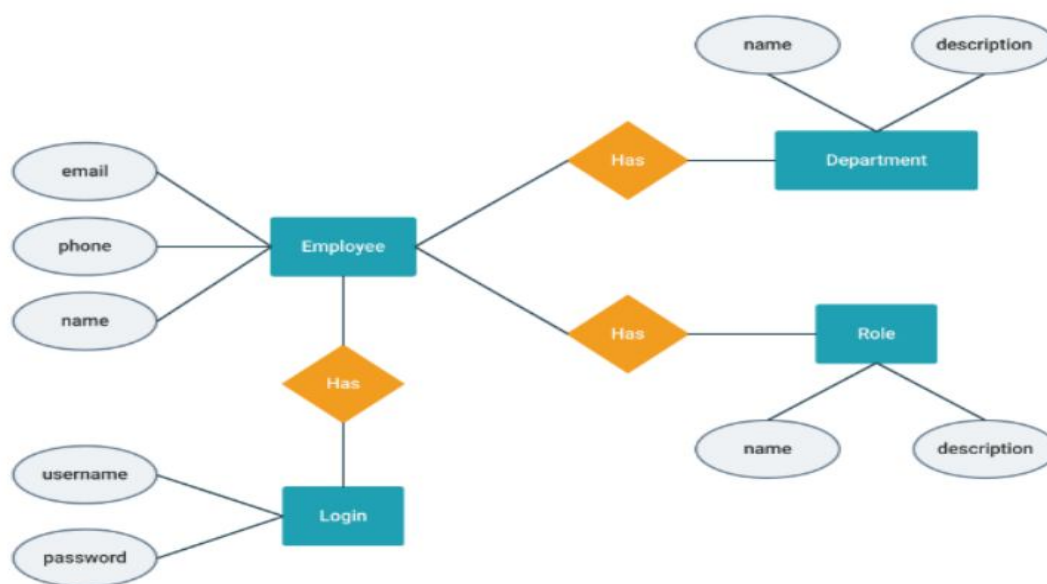 name
description
Has
Department
email
phone
Employee
name
Has
Role
Has
name
description
username
Login
password